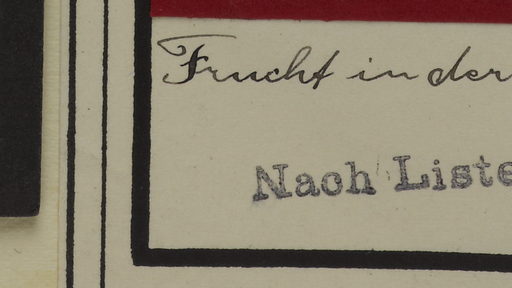 Frucht in der
Nach Liste